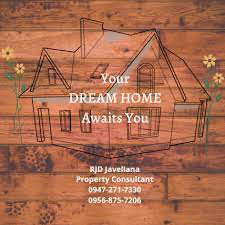 Your
DREAM HOME
Awaits You
RJD Javellana
Property Consultant
0947-271-7330
0956-875-7206